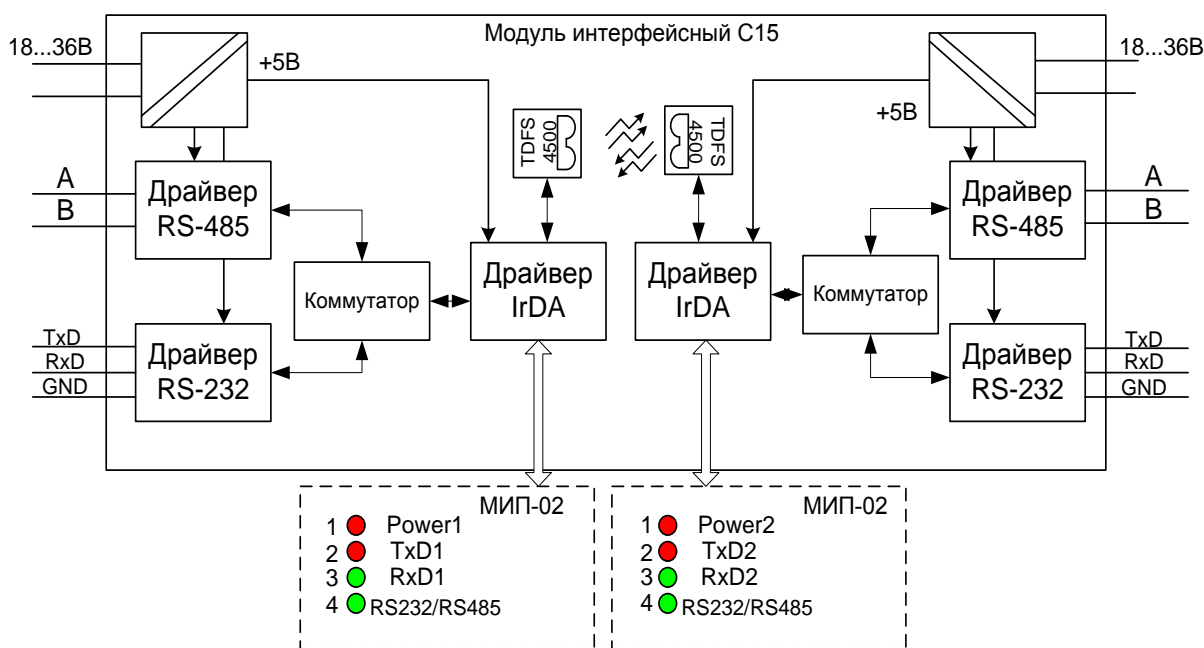 Модуль интерфейсный С15
18...36В
+5В
TDFS
4500
TDFS
4500
18...36В
+5В
A
B
Драйвер
RS-485
Драйвер
RS-485
A
B
Коммутатор
Драйвер
IrDA
Драйвер
IrDA
Коммутатор
TxD
RxD
GND
Драйвер
RS-232
Драйвер
RS-232
TxD
RxD
GND
МИП-02
1 Power1
2 TxD1
3 RxD1
4 RS232/RS485
МИП-02
1 Power2
2 TxD2
3 RxD2
4 RS232/RS485